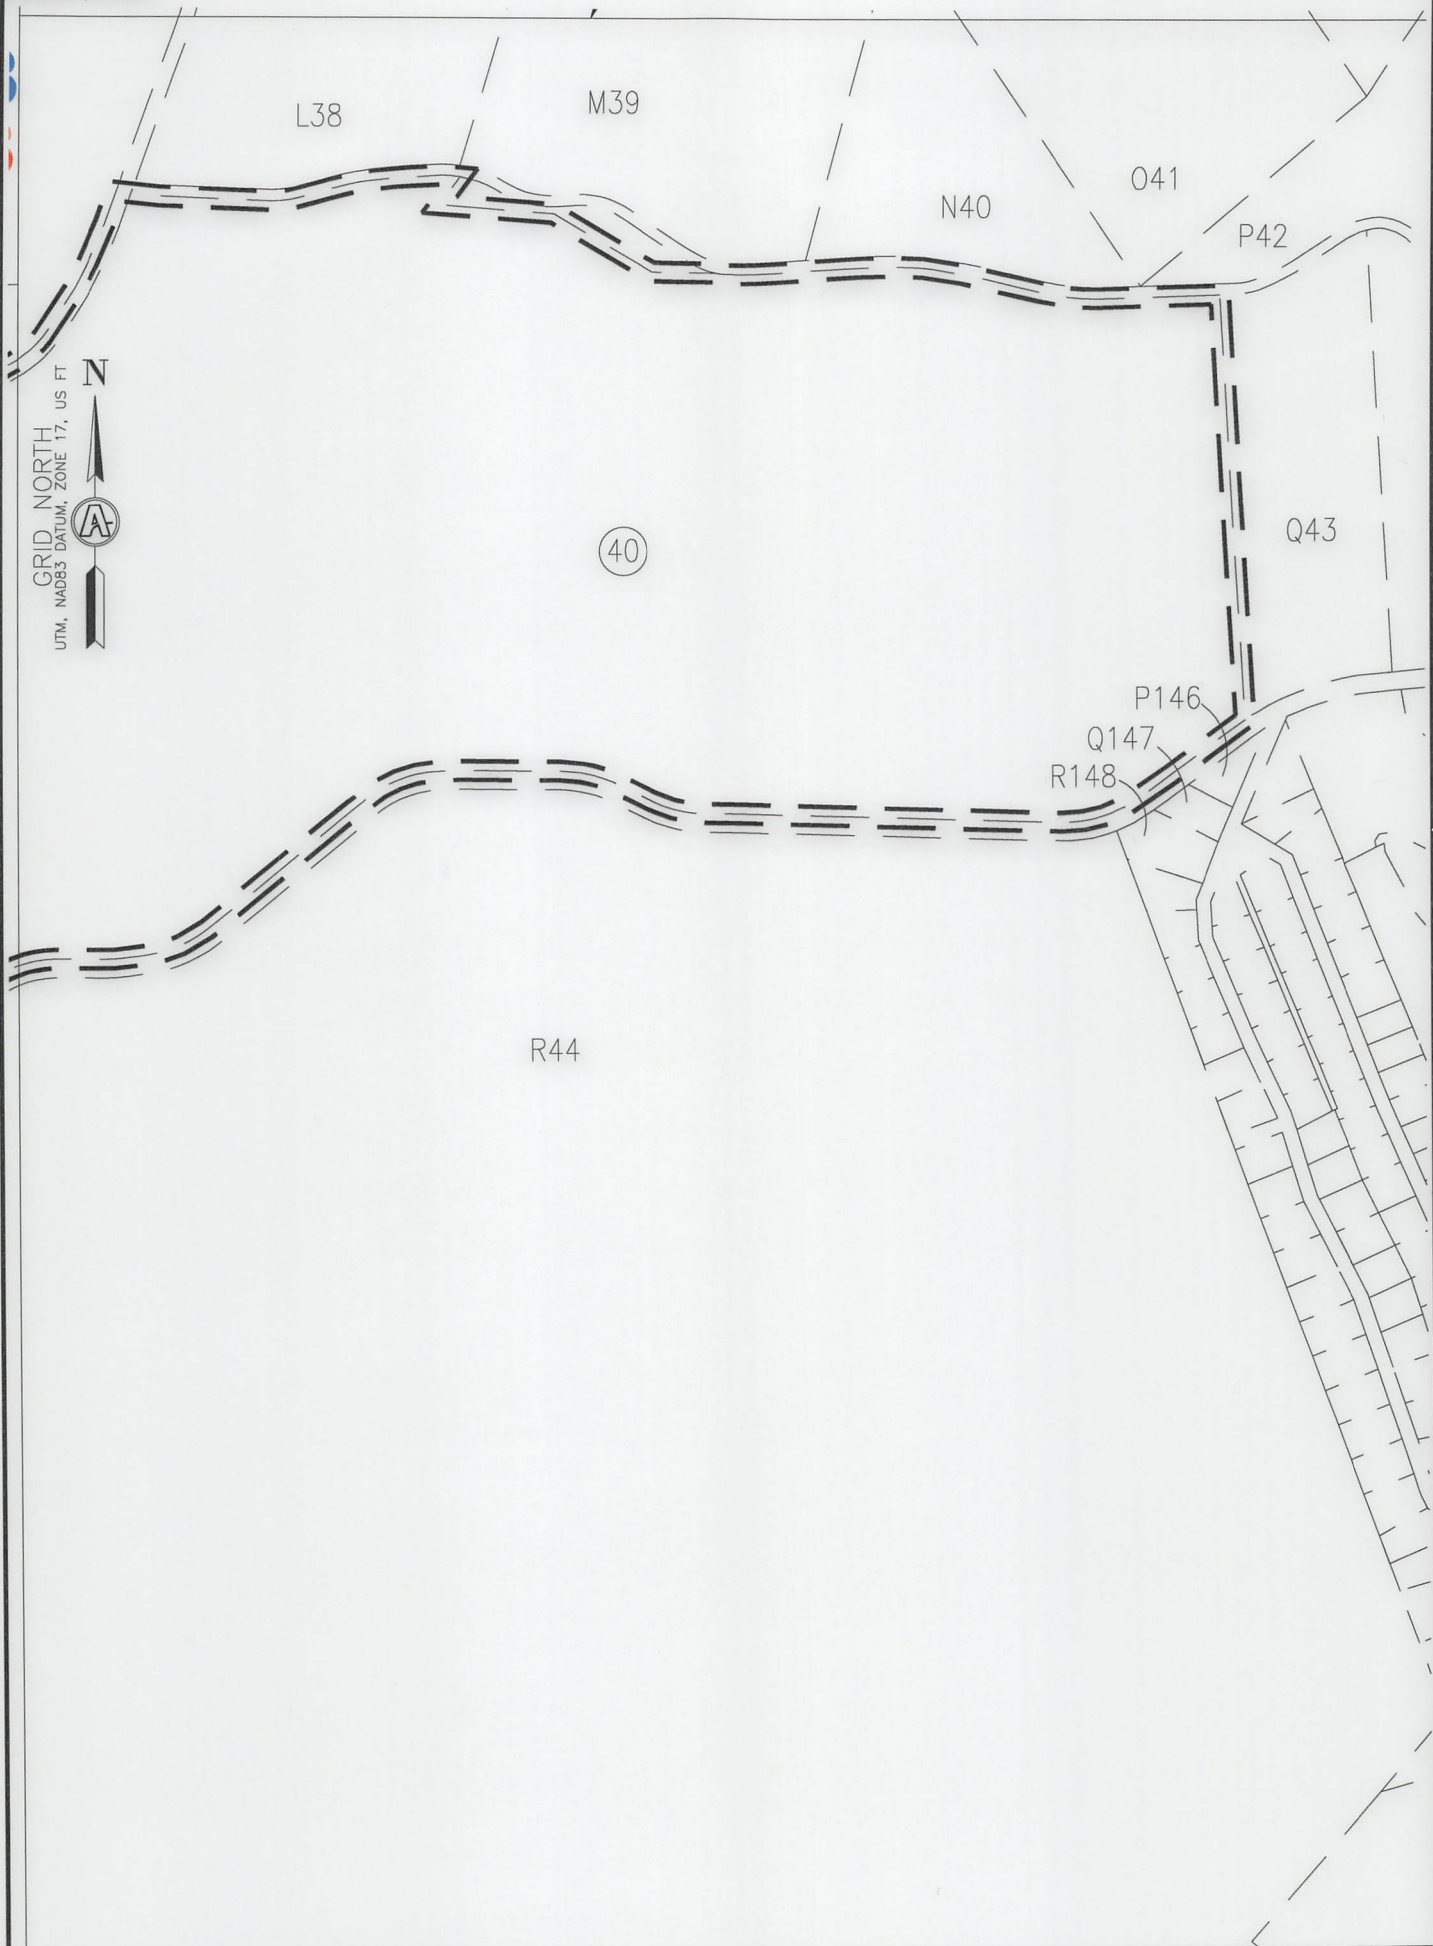 L38
M39
N40
O41
P42
N
GRID NORTH
UTM, NAD83 DATUM, ZONE 17, US FT
A
40
Q43
P146
Q147
R148
R44